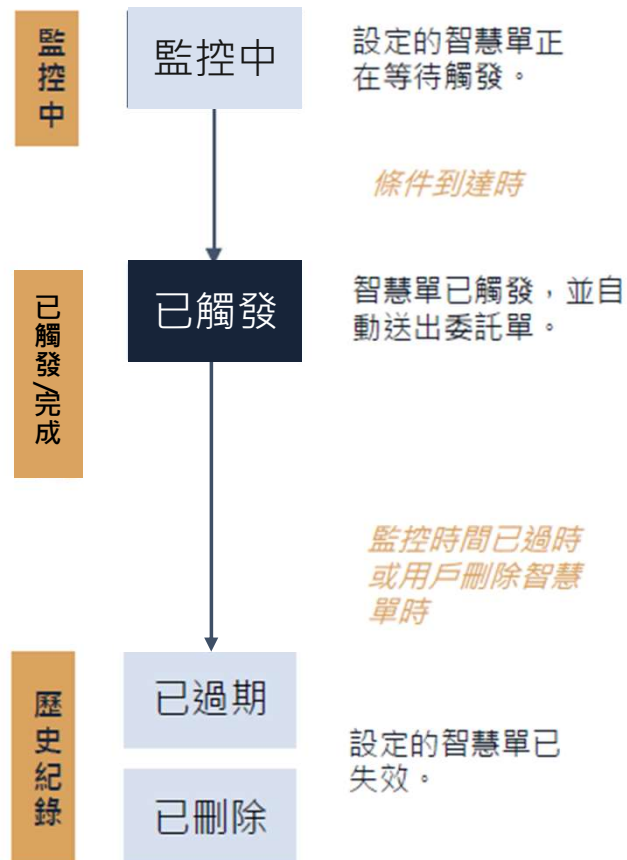 監控中
監控中
設定的智慧單正
在等待觸發。
條件到達時
已觸發/完成
已觸發
智慧單已觸發，並自
動送出委託單。
監控時間已過時
或用戶刪除智慧
單時
歷史紀錄
已過期
已刪除
設定的智慧單已
失效。